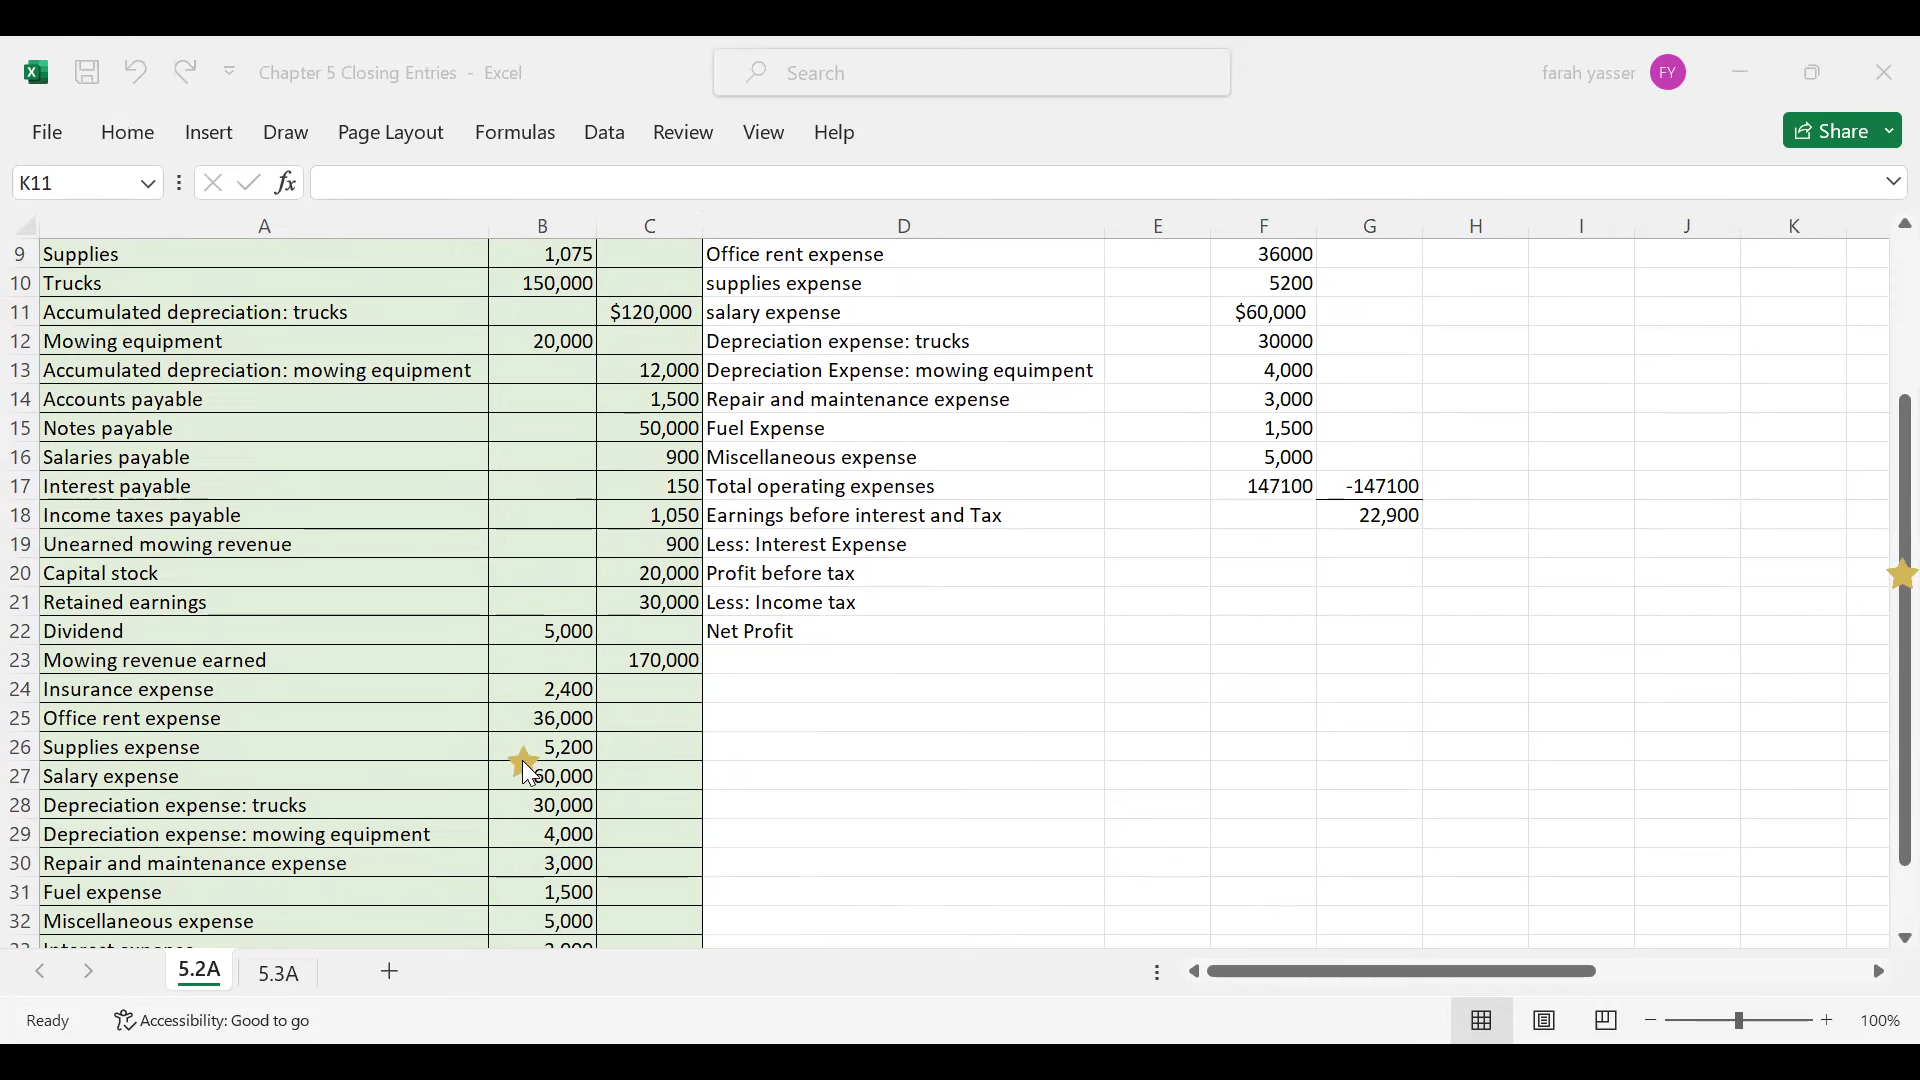 Chapter 5 Closing Entries - Excel
Search
farah yasser FY
File Home Insert Draw Page Layout Formulas Data Review View Help
Share
K11 fx
A B C D E F G H I J K
9 Supplies 1,075 Office rent expense 36000
10 Trucks 150,000 supplies expense 5200
11 Accumulated depreciation: trucks $120,000 salary expense $60,000
12 Mowing equipment 20,000 Depreciation expense: trucks 30000
13 Accumulated depreciation: mowing equipment 12,000 Depreciation Expense: mowing equimpent 4,000
14 Accounts payable 1,500 Repair and maintenance expense 3,000
15 Notes payable 50,000 Fuel Expense 1,500
16 Salaries payable 900 Miscellaneous expense 5,000
17 Interest payable 150 Total operating expenses 147100 -147100
18 Income taxes payable 1,050 Earnings before interest and Tax 22,900
19 Unearned mowing revenue 900 Less: Interest Expense
20 Capital stock 20,000 Profit before tax
21 Retained earnings 30,000 Less: Income tax
22 Dividend 5,000 Net Profit
23 Mowing revenue earned 170,000
24 Insurance expense 2,400
25 Office rent expense 36,000
26 Supplies expense 5,200
27 Salary expense 60,000
28 Depreciation expense: trucks 30,000
29 Depreciation expense: mowing equipment 4,000
30 Repair and maintenance expense 3,000
31 Fuel expense 1,500
32 Miscellaneous expense 5,000
5.2A 5.3A
Ready Accessibility: Good to go 100%